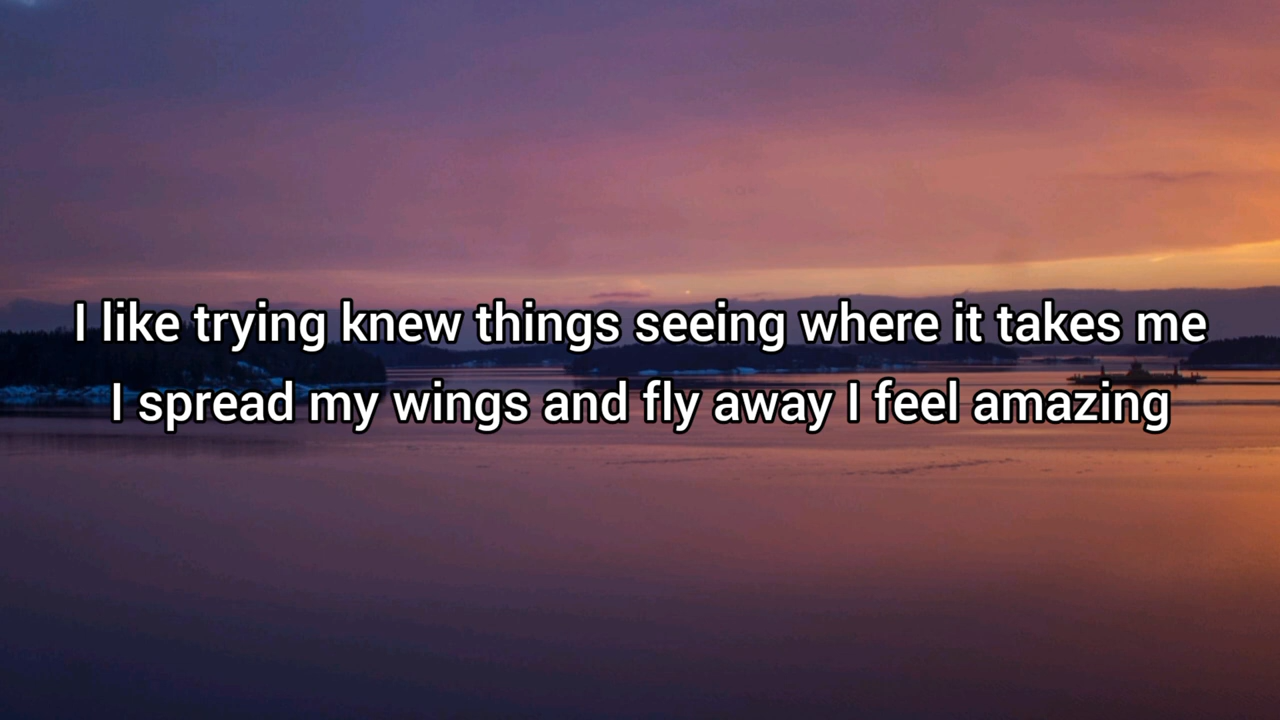 I like trying knew things seeing where it takes me
I spread my wings and fly away I feel amazing